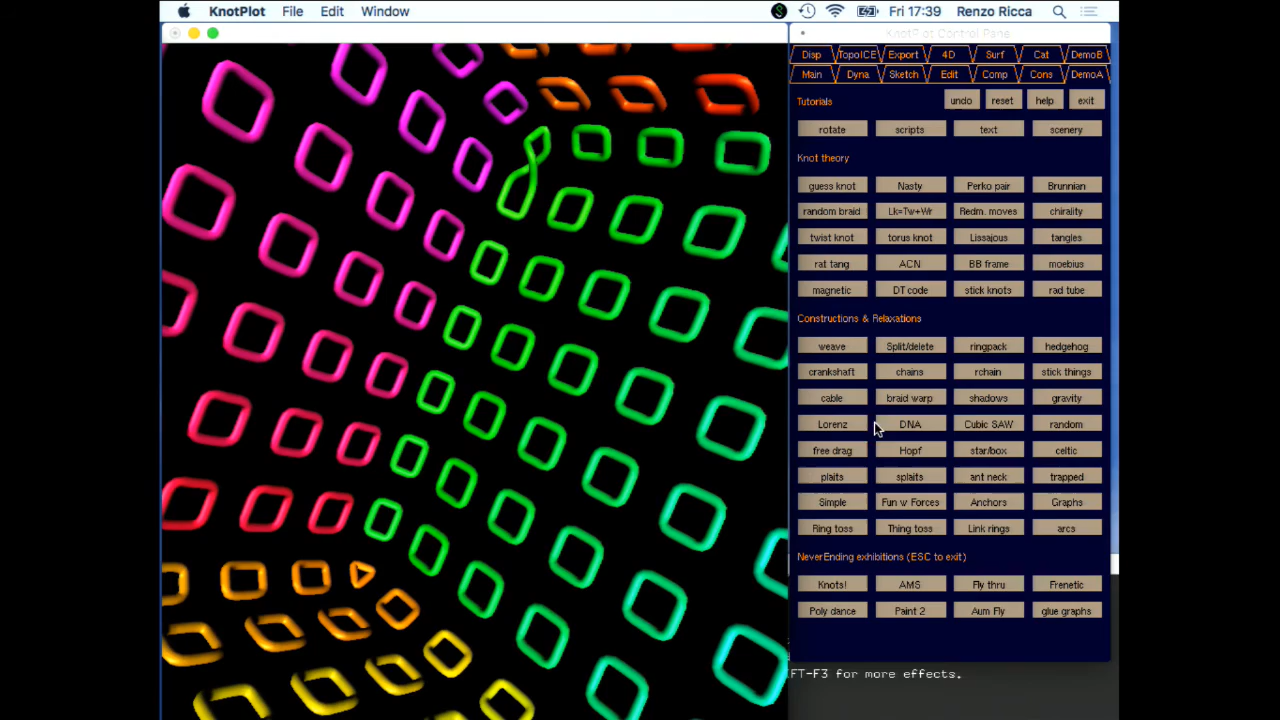 KnotPlot File Edit Window Fri 17:39 Renzo Ricca
KnotPlot Control Panel
Disp TopoICE Export 4D Surf Cat DemoB
Main Dyna Sketch Edit Comp Cons DemoA
Tutorials undo reset help exit
rotate scripts text scenery
Knot theory
guess knot Nasty Perko pair Brunnian
random braid Lk=Tw+Wr Redm. moves chirality
twist knot torus knot Lissajous tangles
rat tang ACN BB frame moebius
magnetic DT code stick knots rad tube
Constructions & Relaxations
weave Split/delete ringpack hedgehog
crankshaft chains rchain stick things
cable braid warp shadows gravity
Lorenz DNA Cubic SAW random
free drag Hopf star/box celtic
plaits splaits ant neck trapped
Simple Fun w Forces Anchors Graphs
Ring toss Thing toss Link rings arcs
NeverEnding exhibitions (ESC to exit)
Knots! AMS Fly thru Frenetic
Poly dance Paint 2 Aum Fly glue graphs
FT-F3 for more effects.